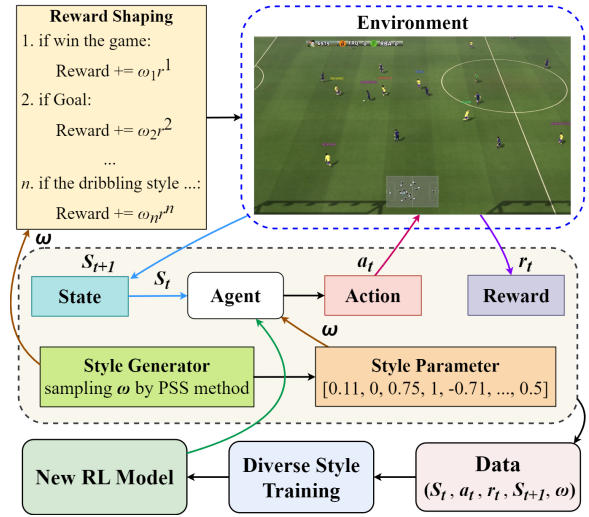 Reward Shaping
1. if win the game:
Reward += ω₁r¹
2. if Goal:
Reward += ω₂r²
...
n. if the dribbling style ...:
Reward += ωₙrⁿ
Environment
ω
Sₜ₊₁
Sₜ
aₜ
rₜ
State
Agent
Action
Reward
ω
Style Generator
sampling ω by PSS method
Style Parameter
[0.11, 0, 0.75, 1, -0.71, ..., 0.5]
New RL Model
Diverse Style
Training
Data
(Sₜ, aₜ, rₜ, Sₜ₊₁, ω)